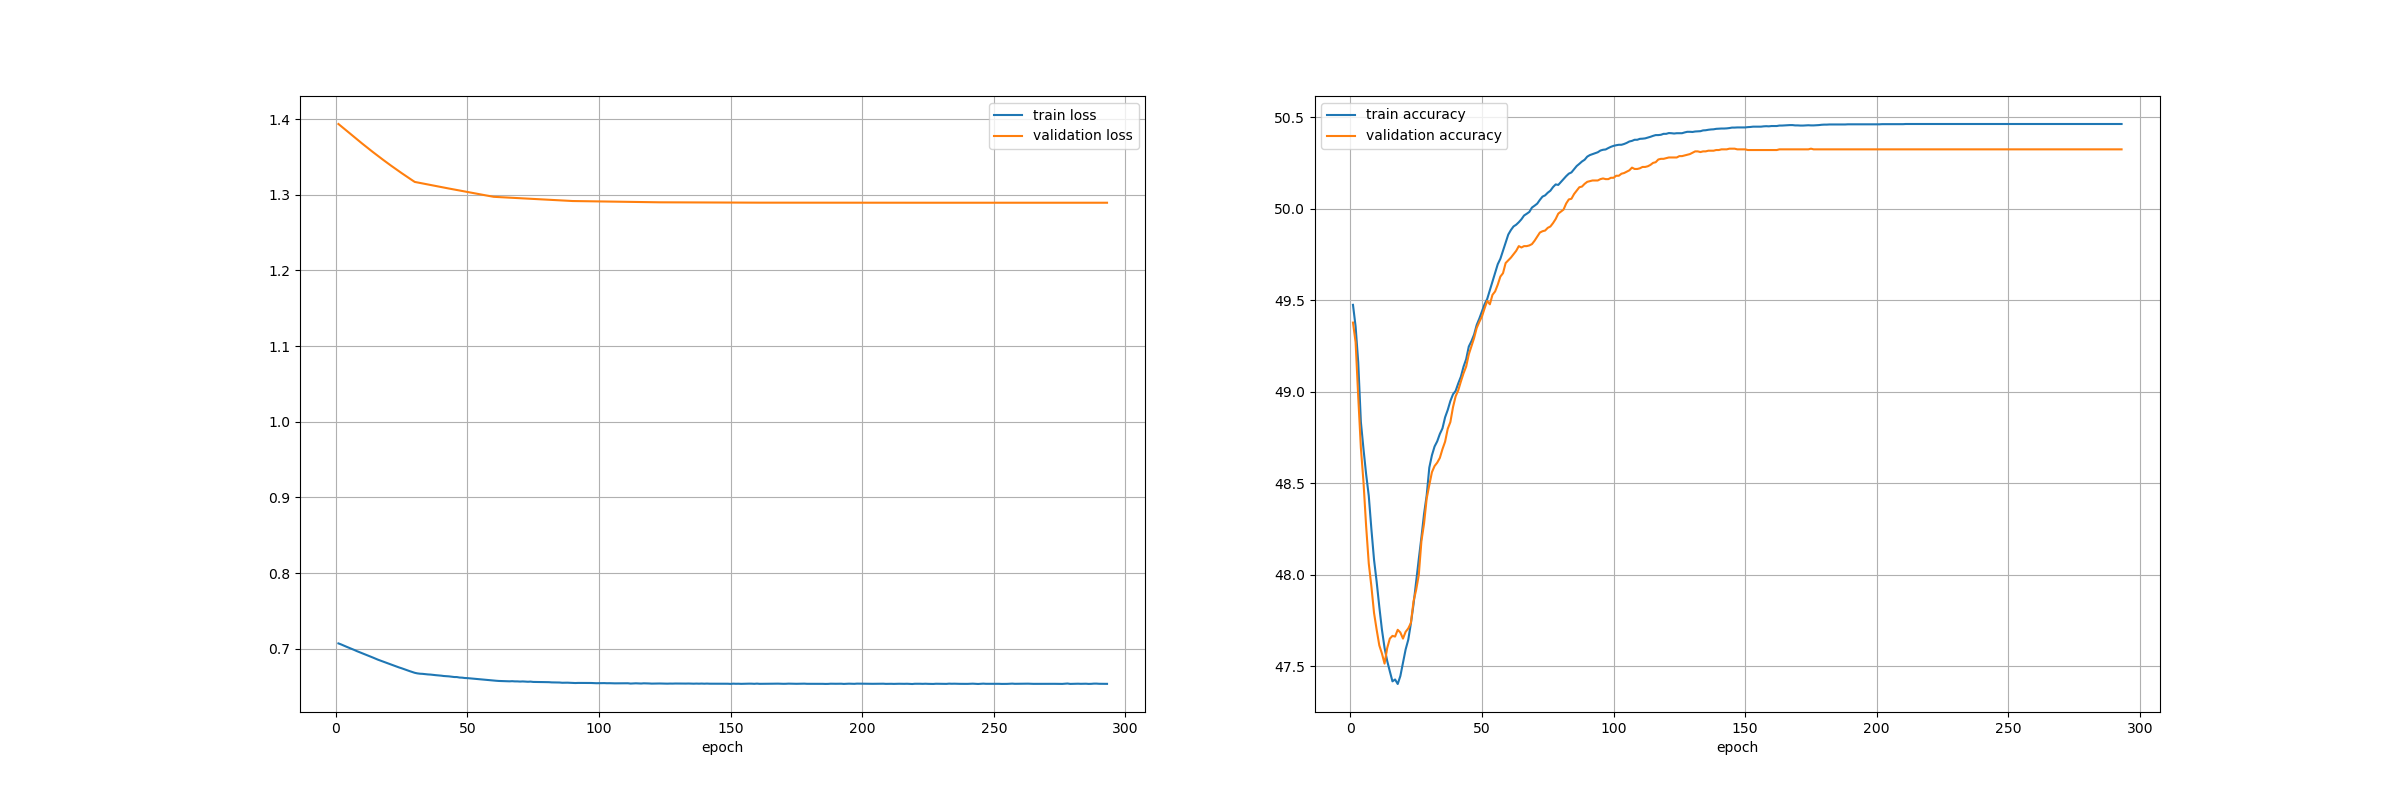 train loss
validation loss
1.4
1.3
1.2
1.1
1.0
0.9
0.8
0.7
0 50 100 150 200 250 300
epoch
train accuracy
validation accuracy
50.5
50.0
49.5
49.0
48.5
48.0
47.5
0 50 100 150 200 250 300
epoch